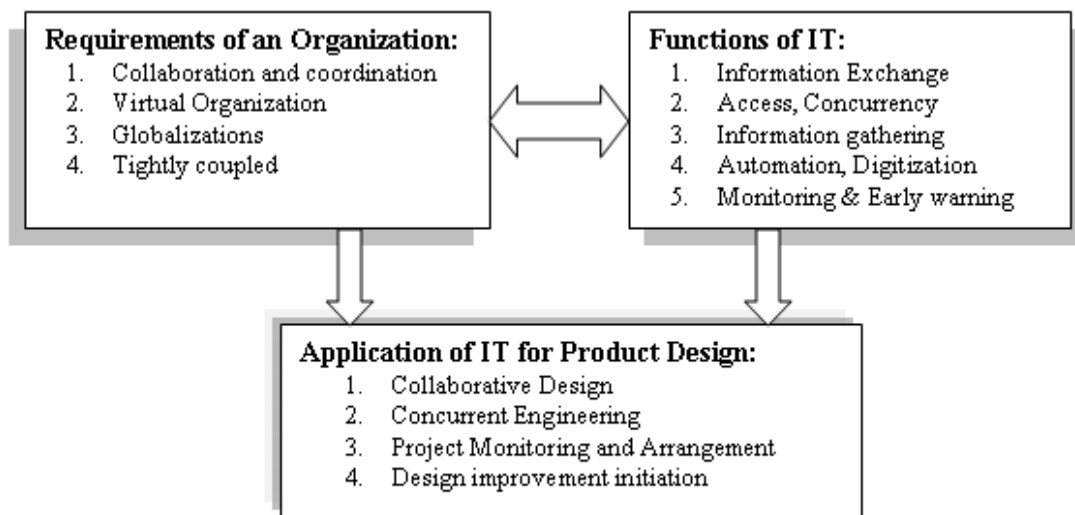 Requirements of an Organization:
1. Collaboration and coordination
2. Virtual Organization
3. Globalizations
4. Tightly coupled
Functions of IT:
1. Information Exchange
2. Access, Concurrency
3. Information gathering
4. Automation, Digitization
5. Monitoring & Early warning
Application of IT for Product Design:
1. Collaborative Design
2. Concurrent Engineering
3. Project Monitoring and Arrangement
4. Design improvement initiation